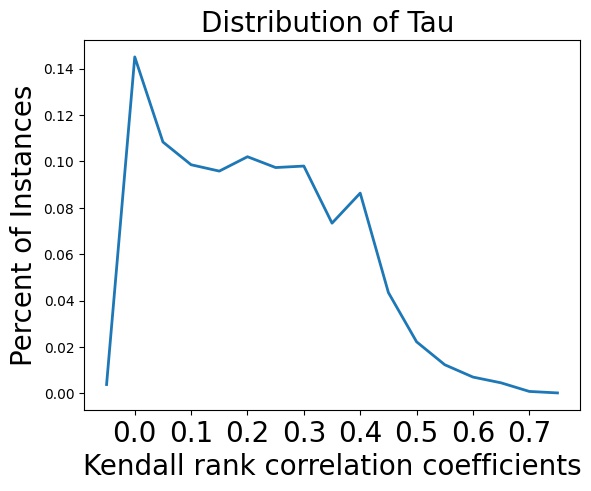 Distribution of Tau
Percent of Instances
0.14
0.12
0.10
0.08
0.06
0.04
0.02
0.00
0.0 0.1 0.2 0.3 0.4 0.5 0.6 0.7
Kendall rank correlation coefficients